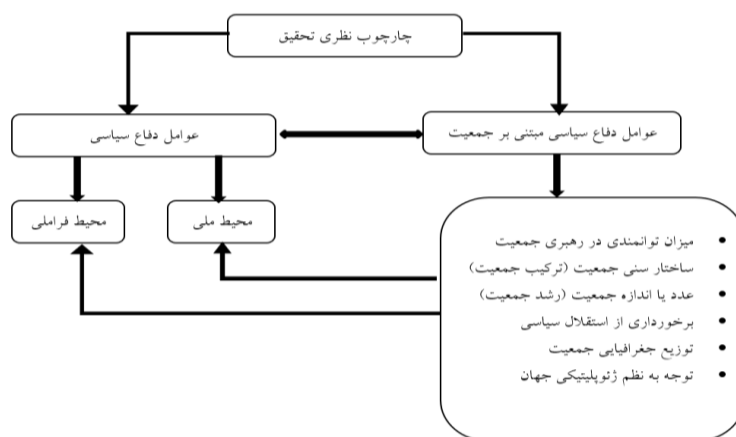 چارچوب نظری تحقیق
عوامل دفاع سیاسی مبتنی بر جمعیت
عوامل دفاع سیاسی
محیط ملی
محیط فراملی
• میزان توانمندی در رهبری جمعیت
• ساختار سنی جمعیت (ترکیب جمعیت)
• عدد یا اندازه جمعیت (رشد جمعیت)
• برخورداری از استقلال سیاسی
• توزیع جغرافیایی جمعیت
• توجه به نظم ژئوپلیتیکی جهان